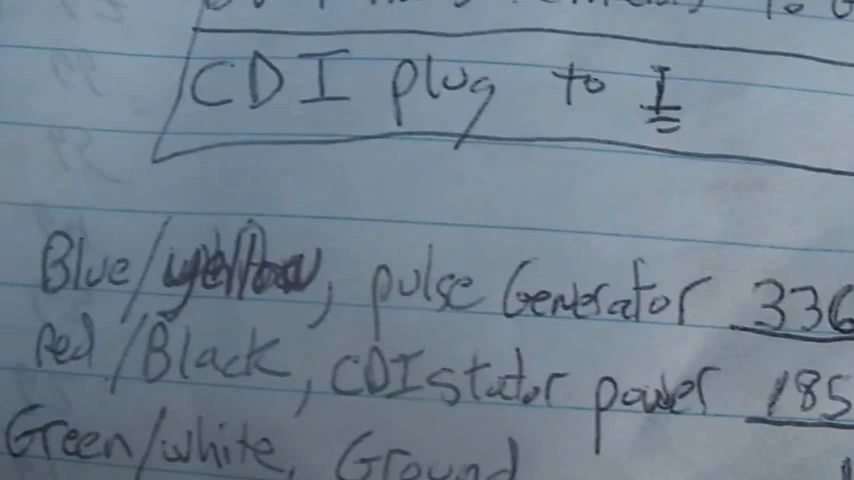 CDI plug to I
Blue/yellow, pulse Generator 336
Red/Black, CDI stator power 185
Green/white, Ground